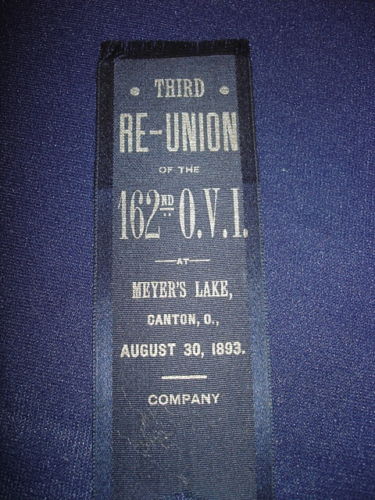 • THIRD •
RE-UNION
OF THE
162ND O.V.I.
AT
MEYER'S LAKE,
CANTON, O.,
AUGUST 30, 1893.
COMPANY